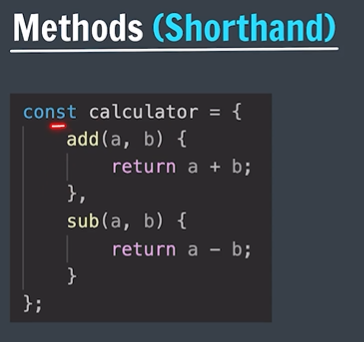 Methods (Shorthand)
const calculator = {
    add(a, b) {
        return a + b;
    },
    sub(a, b) {
        return a - b;
    }
};